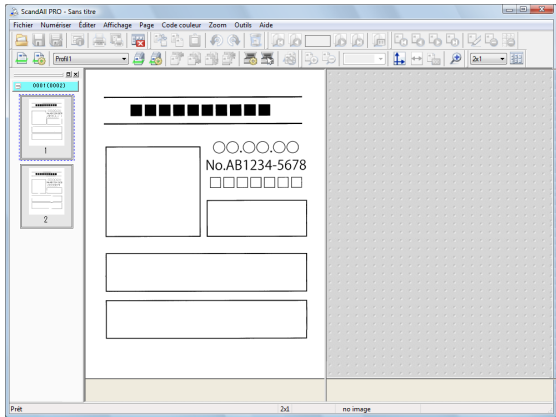 ScandAll PRO - Sans titre
Fichier Numériser Éditer Affichage Page Code couleur Zoom Outils Aide
Profil1
2x1
0001(0002)
1
2
■■■■■■■■■■
○○.○○.○○
No.AB1234-5678
□□□□□□□
Prêt
2x1
no image